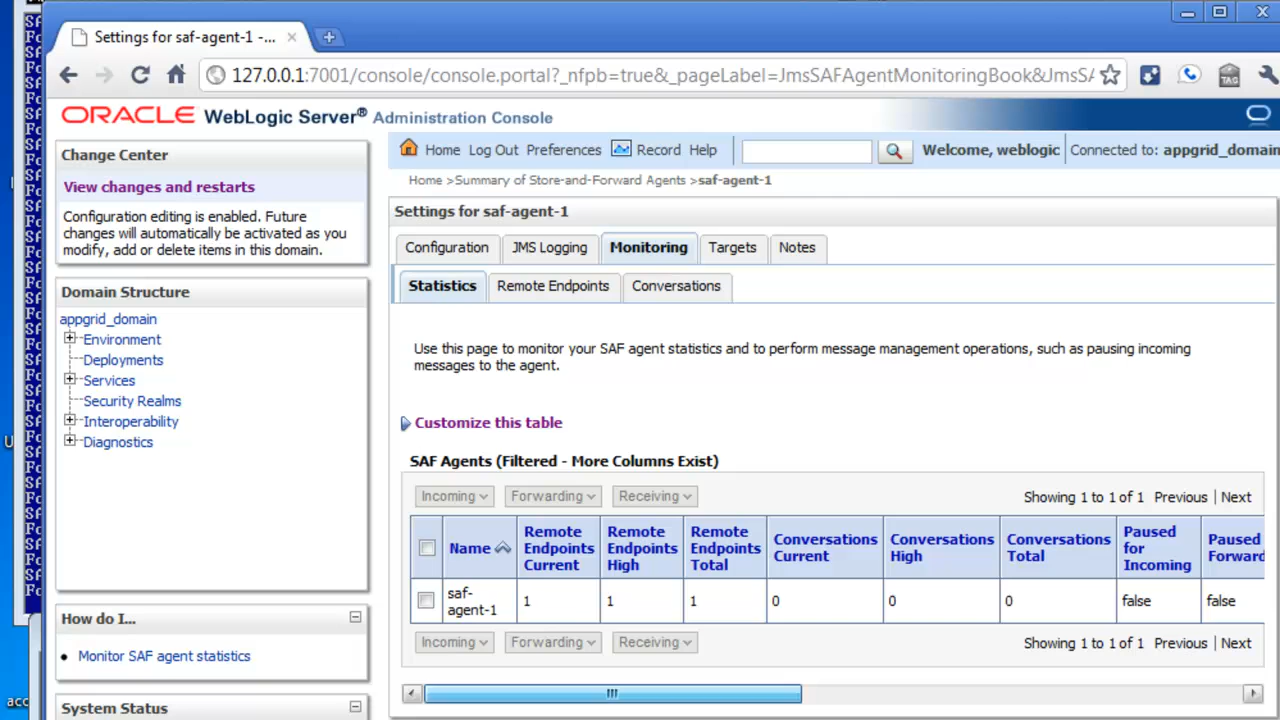 Settings for saf-agent-1 -...
127.0.0.1:7001/console/console.portal?_nfpb=true&_pageLabel=JmsSAFAgentMonitoringBook&JmsSA
TAG
ORACLE WebLogic Server® Administration Console
Change Center
View changes and restarts
Configuration editing is enabled. Future
changes will automatically be activated as you
modify, add or delete items in this domain.
Domain Structure
appgrid_domain
Environment
Deployments
Services
Security Realms
Interoperability
Diagnostics
How do I...
Monitor SAF agent statistics
System Status
Home Log Out Preferences Record Help
Welcome, weblogic Connected to: appgrid_domain
Home >Summary of Store-and-Forward Agents >saf-agent-1
Settings for saf-agent-1
Configuration JMS Logging Monitoring Targets Notes
Statistics Remote Endpoints Conversations
Use this page to monitor your SAF agent statistics and to perform message management operations, such as pausing incoming
messages to the agent.
Customize this table
SAF Agents (Filtered - More Columns Exist)
Incoming Forwarding Receiving Showing 1 to 1 of 1 Previous | Next
Name Remote Endpoints Current Remote Endpoints High Remote Endpoints Total Conversations Current Conversations High Conversations Total Paused for Incoming Paused Forward
saf-agent-1 1 1 1 0 0 0 false false
Incoming Forwarding Receiving Showing 1 to 1 of 1 Previous | Next